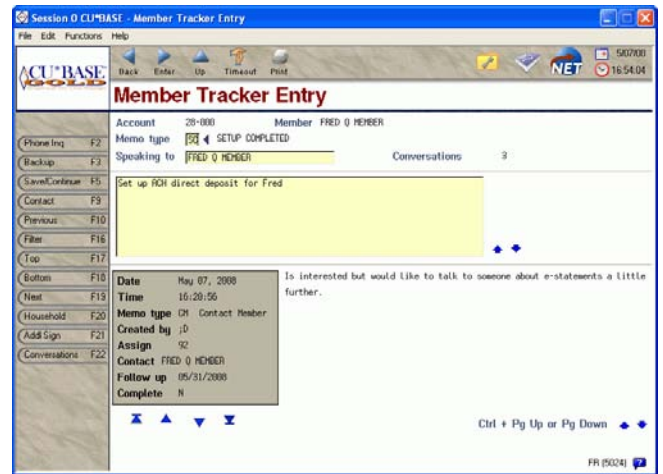 Session 0 CU*BASE - Member Tracker Entry
File Edit Functions Help
CU*BASE
GOLD
Back Enter Up Timeout Print
NET
5/07/08
16:54:04
Member Tracker Entry
Account 28-000 Member FRED Q MEMBER
Memo type SC SETUP COMPLETED
Speaking to FRED Q MEMBER Conversations 3
Phone Inq F2
Backup F3
Save/Continue F5
Contact F9
Previous F10
Filter F16
Top F17
Bottom F18
Next F19
Household F20
Addl Sign F21
Conversations F22
Set up ACH direct deposit for Fred
Date May 07, 2008
Time 16:20:56
Memo type CM Contact Member
Created by ;D
Assign 92
Contact FRED Q MEMBER
Follow up 05/31/2008
Complete N
Is interested but would like to talk to someone about e-statements a little
further.
Ctrl + Pg Up or Pg Down
FR (5024)